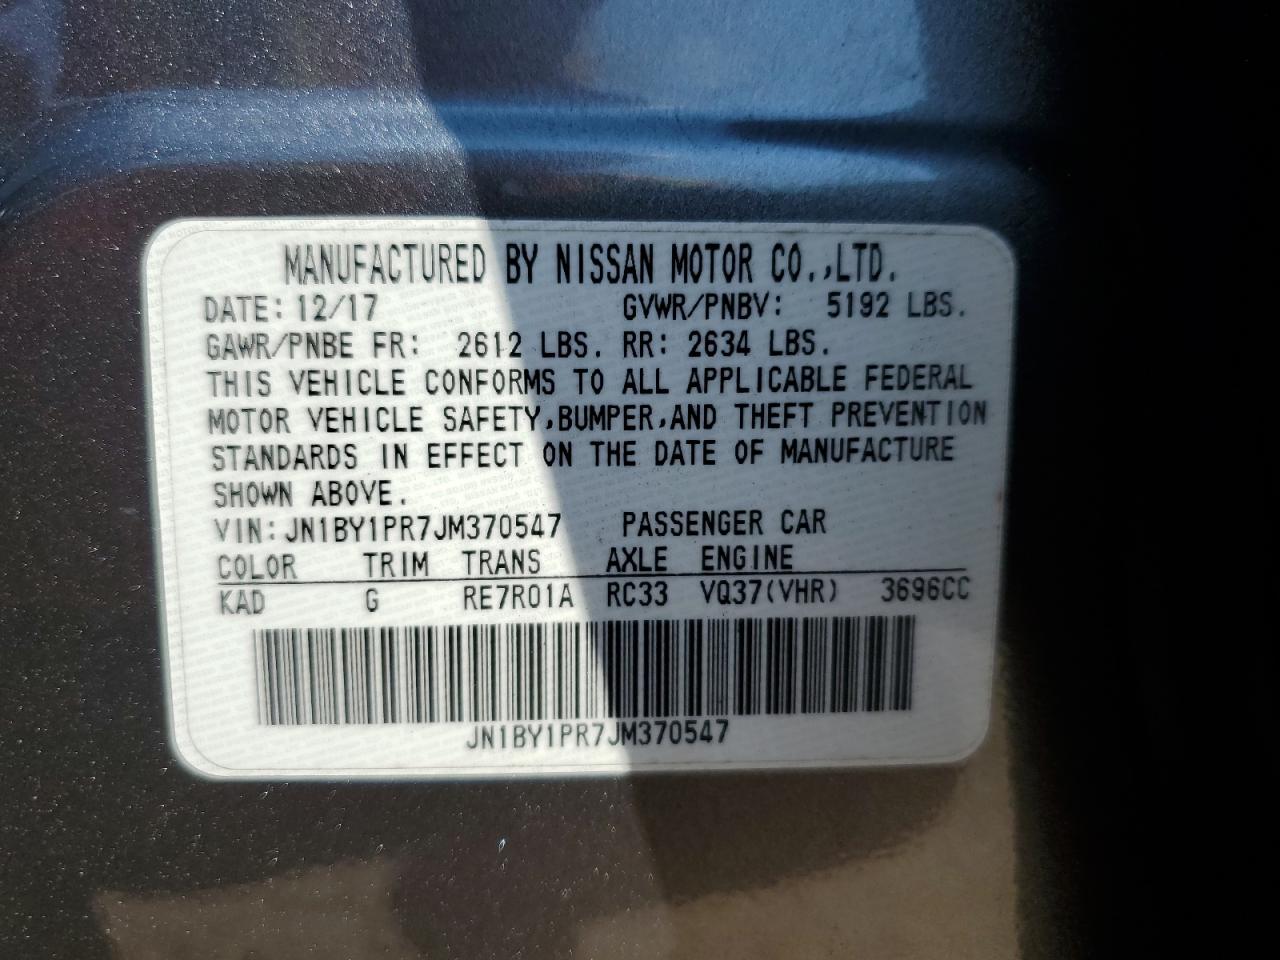 MANUFACTURED BY NISSAN MOTOR CO.,LTD.
DATE: 12/17 GVWR/PNBV: 5192 LBS.
GAWR/PNBE FR: 2612 LBS. RR: 2634 LBS.
THIS VEHICLE CONFORMS TO ALL APPLICABLE FEDERAL
MOTOR VEHICLE SAFETY,BUMPER,AND THEFT PREVENTION
STANDARDS IN EFFECT ON THE DATE OF MANUFACTURE
SHOWN ABOVE.
VIN: JN1BY1PR7JM370547 PASSENGER CAR
COLOR TRIM TRANS AXLE ENGINE
KAD G RE7R01A RC33 VQ37(VHR) 3696CC
JN1BY1PR7JM370547